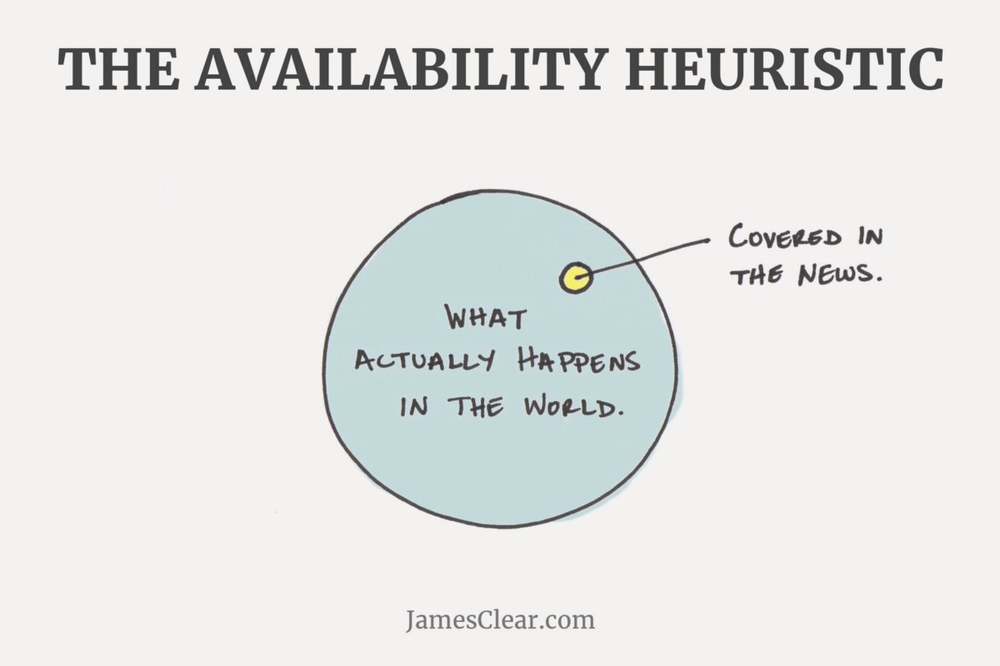 THE AVAILABILITY HEURISTIC
COVERED IN
THE NEWS.
WHAT
ACTUALLY HAPPENS
IN THE WORLD.
JamesClear.com